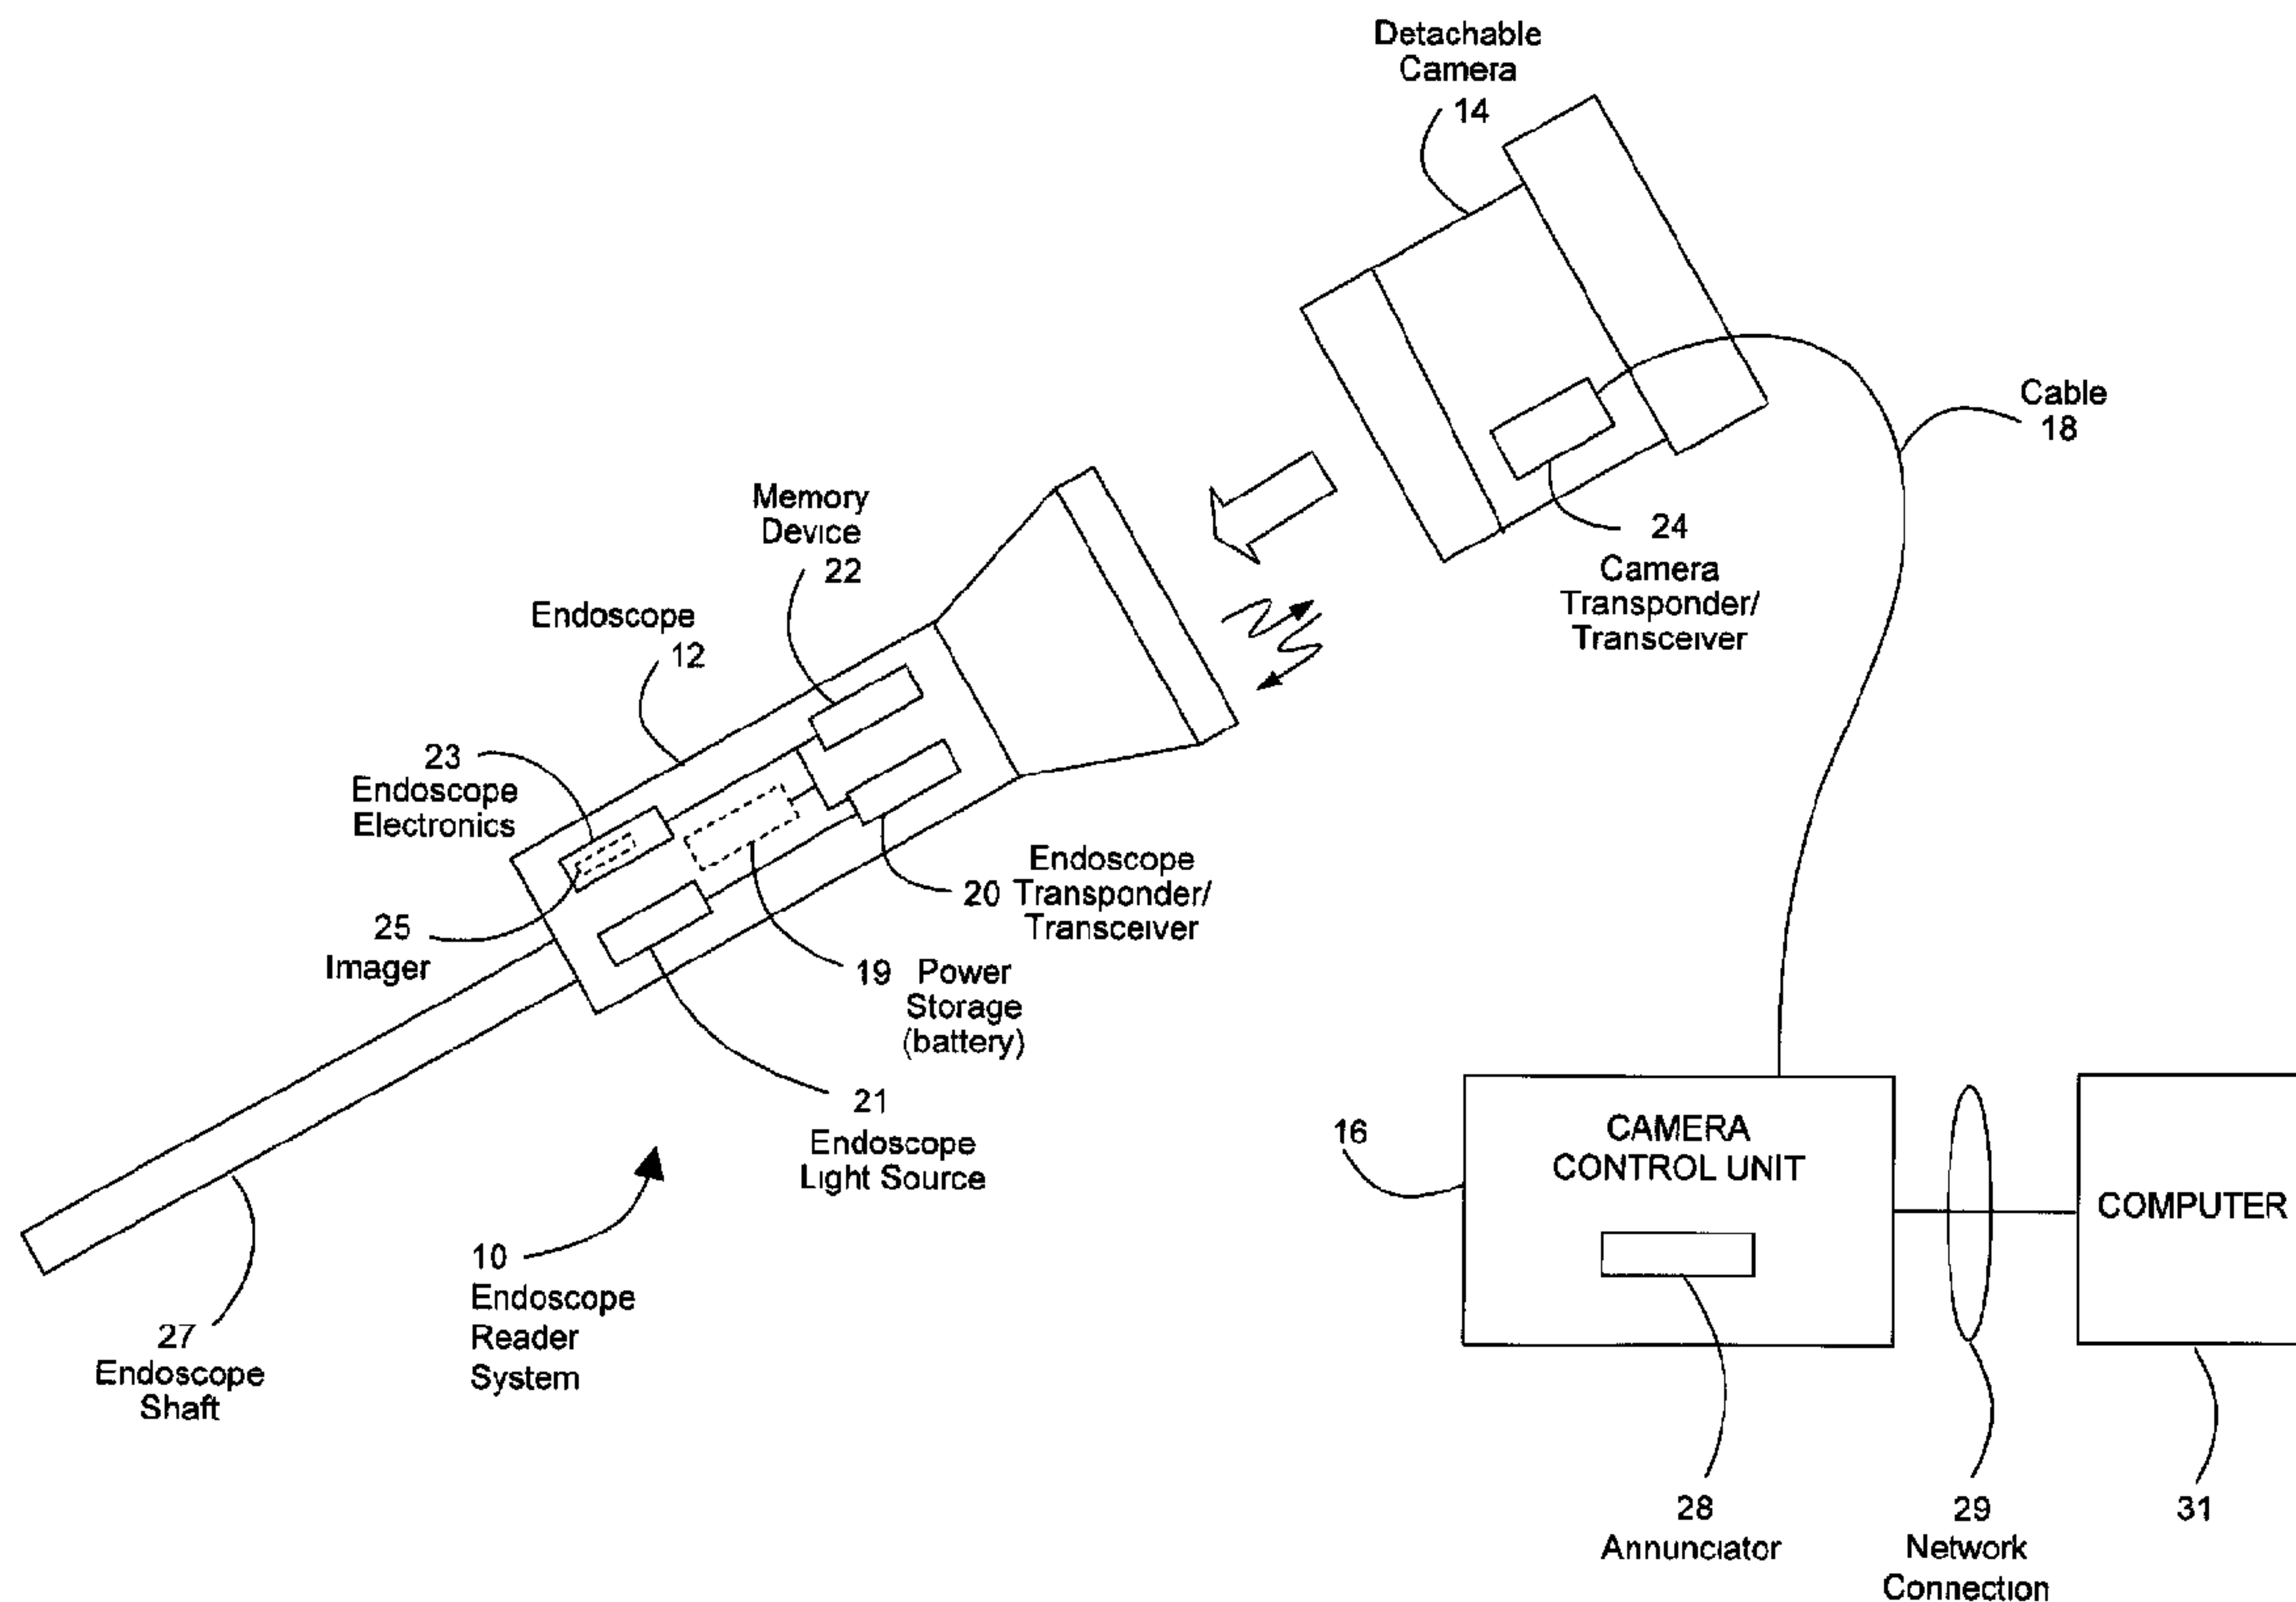 Detachable
Camera
14
Cable
18
Memory
Device
22
24
Camera
Transponder/
Transceiver
Endoscope
12
23
Endoscope
Electronics
25
Imager
Endoscope
20 Transponder/
Transceiver
19 Power
Storage
(battery)
21
Endoscope
Light Source
10
Endoscope
Reader
System
27
Endoscope
Shaft
16
CAMERA
CONTROL UNIT
COMPUTER
28
Annunciator
29
Network
Connection
31